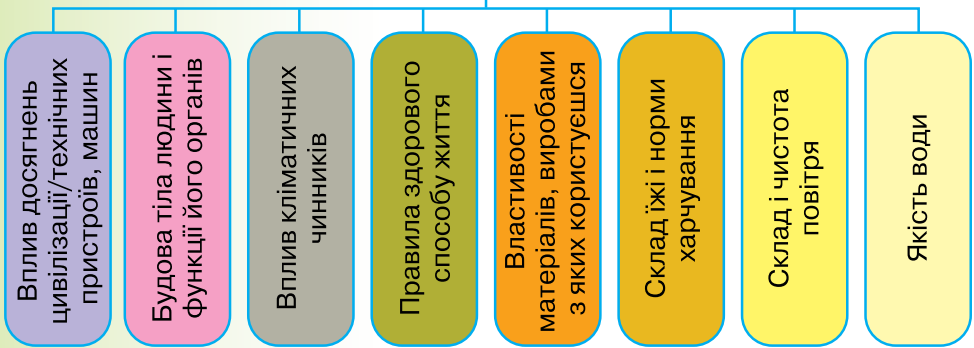 Вплив досягнень
цивілізації/технічних
пристроїв, машин
Будова тіла людини і
функції його органів
Вплив кліматичних
чинників
Правила здорового
способу життя
Властивості
матеріалів, виробами
з яких користуєшся
Склад їжі і норми
харчування
Склад і чистота
повітря
Якість води